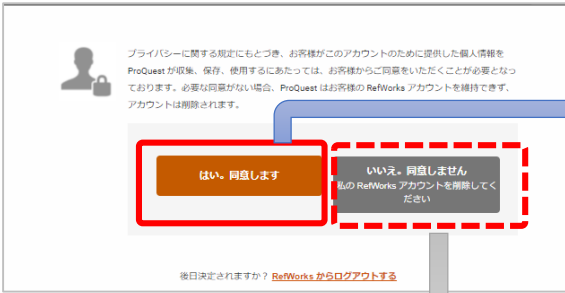 プライバシーに関する規定にもとづき、お客様がこのアカウントのために提供した個人情報を
ProQuest が収集、保存、使用するにあたっては、お客様からご同意をいただくことが必要となっ
ております。必要な同意がない場合、ProQuest はお客様の RefWorks アカウントを維持できず、
アカウントは削除されます。
はい。同意します
いいえ。同意しません
私の RefWorks アカウントを削除してく
ださい
後日決定されますか？ RefWorks からログアウトする